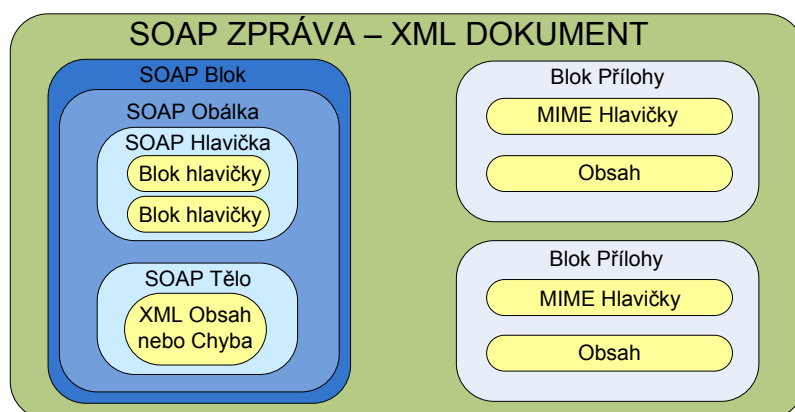 SOAP ZPRÁVA – XML DOKUMENT
SOAP Blok
SOAP Obálka
SOAP Hlavička
Blok hlavičky
Blok hlavičky
SOAP Tělo
XML Obsah
nebo Chyba
Blok Přílohy
MIME Hlavičky
Obsah
Blok Přílohy
MIME Hlavičky
Obsah